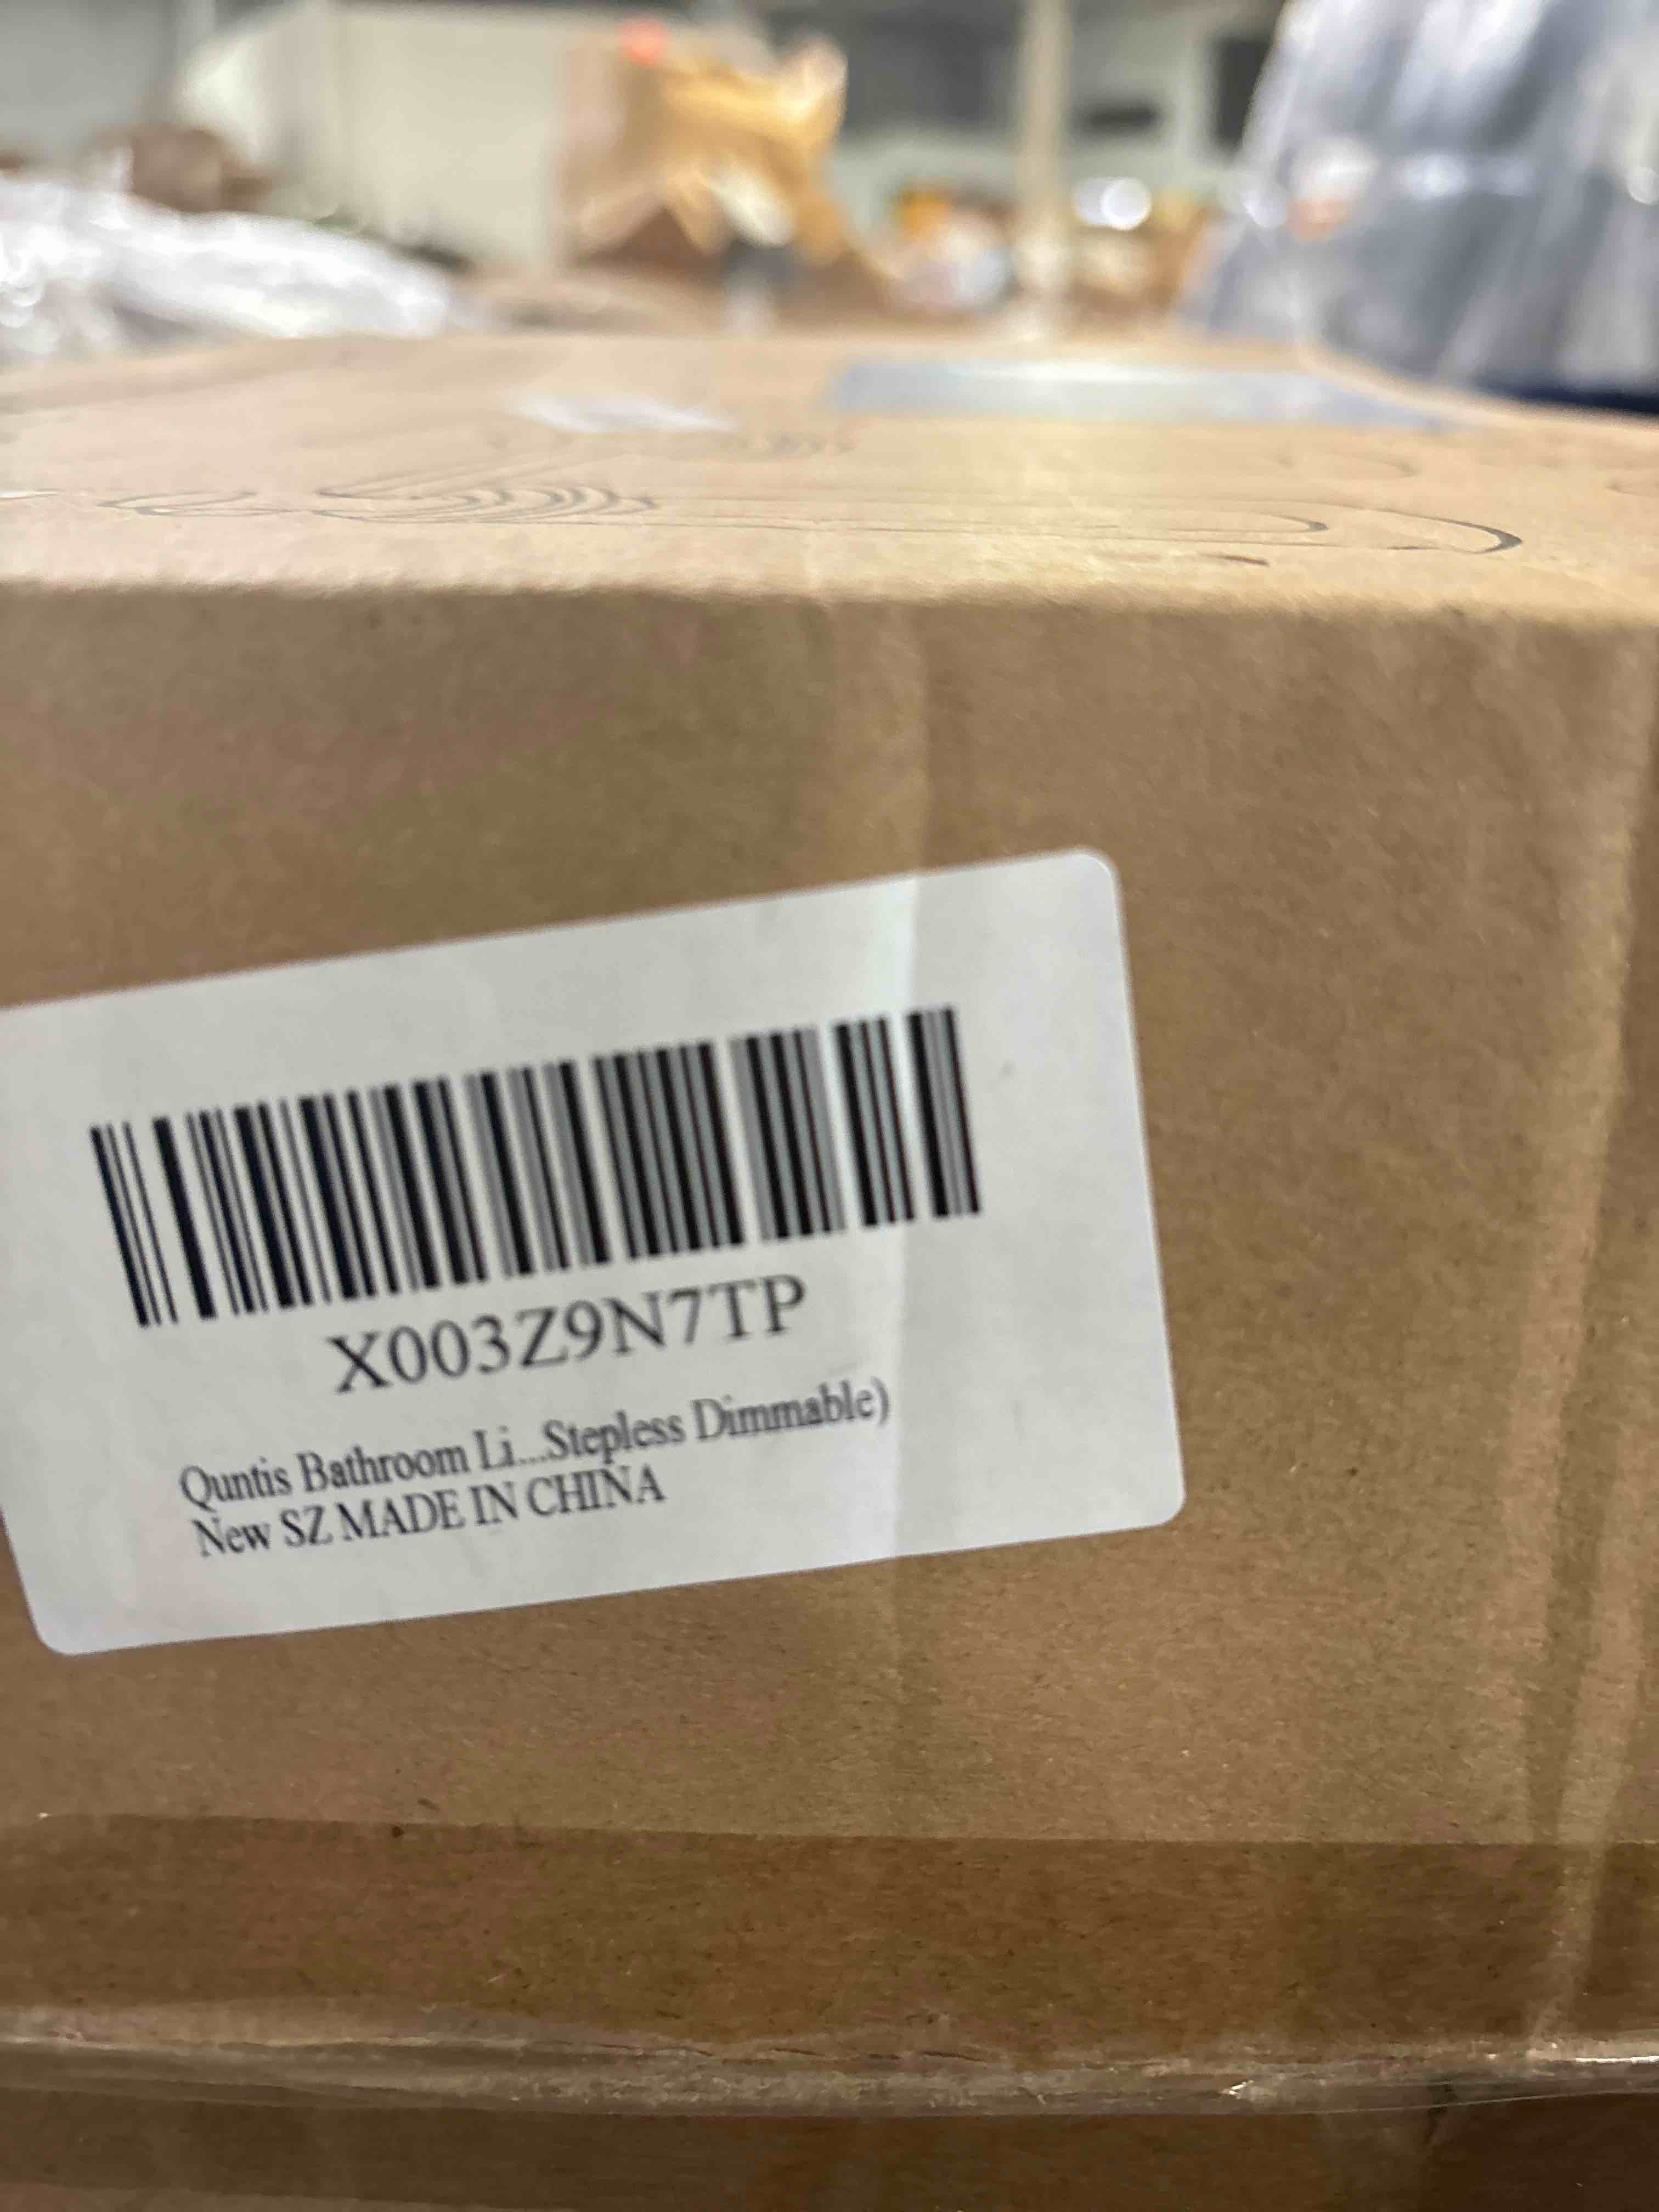 X003Z9N7TP
Quntis Bathroom Li...Stepless Dimmable)
New SZ MADE IN CHINA